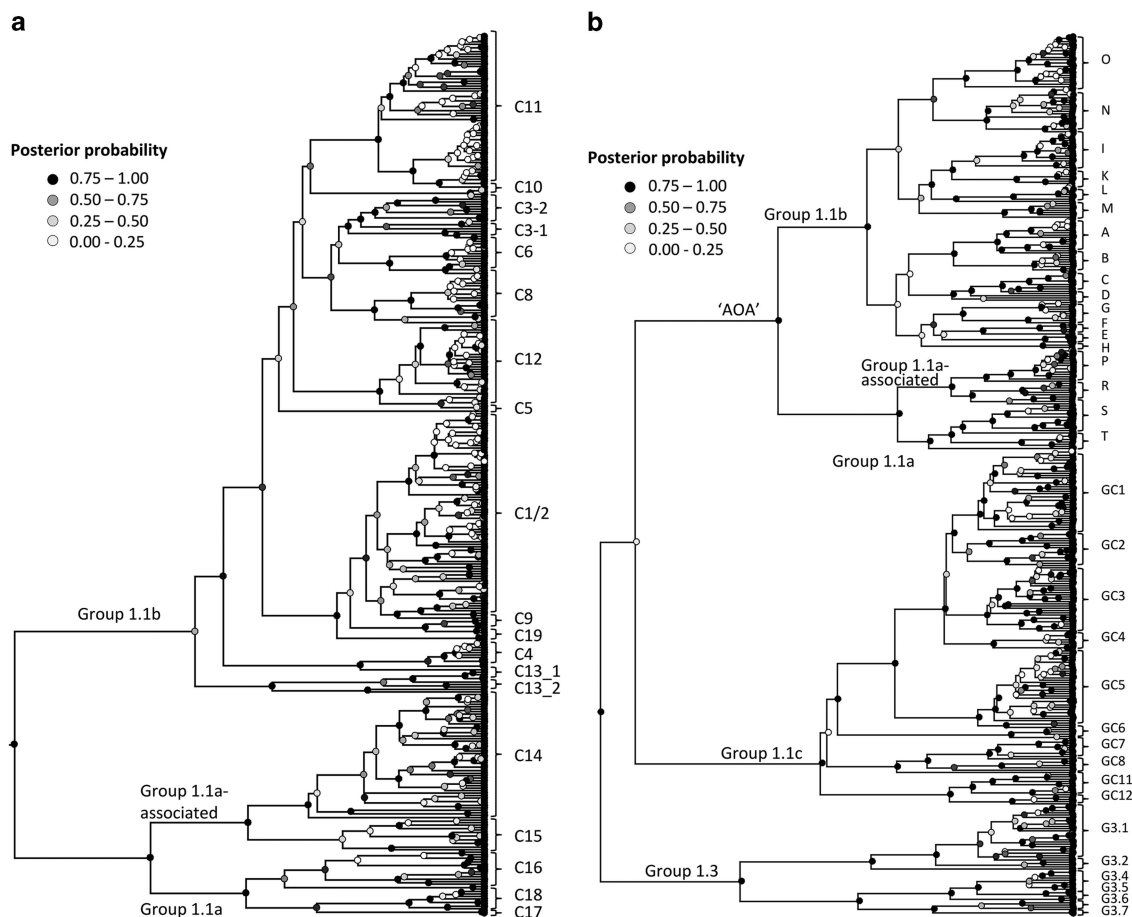 a
Posterior probability
0.75 – 1.00
0.50 – 0.75
0.25 – 0.50
0.00 - 0.25
Group 1.1b
Group 1.1a-
associated
Group 1.1a
C11
C10
C3-2
C3-1
C6
C8
C12
C5
C1/2
C9
C19
C4
C13_1
C13_2
C14
C15
C16
C18
C17
b
Posterior probability
0.75 – 1.00
0.50 – 0.75
0.25 – 0.50
0.00 - 0.25
Group 1.1b
‘AOA’
Group 1.1a-
associated
Group 1.1a
Group 1.1c
Group 1.3
O
N
I
K
L
M
A
B
C
D
G
F
E
H
P
R
S
T
GC1
GC2
GC3
GC4
GC5
GC6
GC7
GC8
GC11
GC12
G3.1
G3.2
G3.4
G3.5
G3.6
G3.7